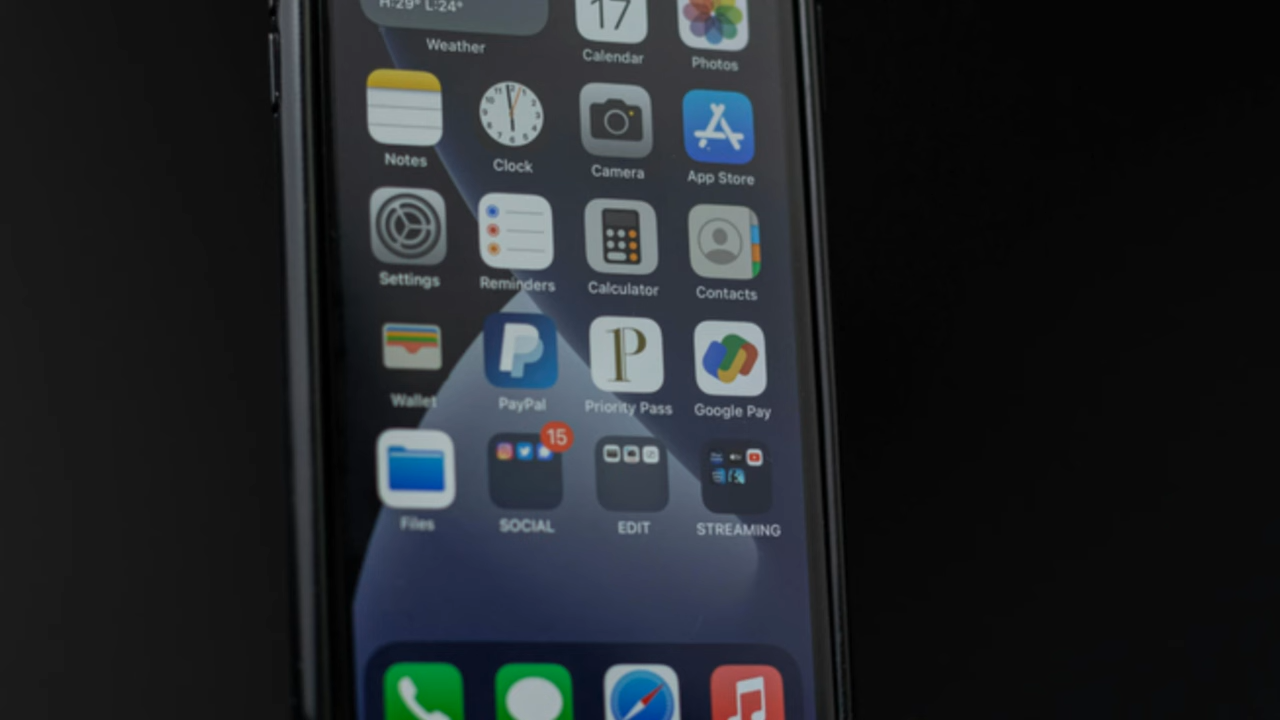 H:29° L:24°
17
Weather
Calendar
Photos
Notes
Clock
Camera
App Store
Settings
Reminders
Calculator
Contacts
P
Wallet
PayPal
Priority Pass
Google Pay
15
Files
SOCIAL
EDIT
STREAMING